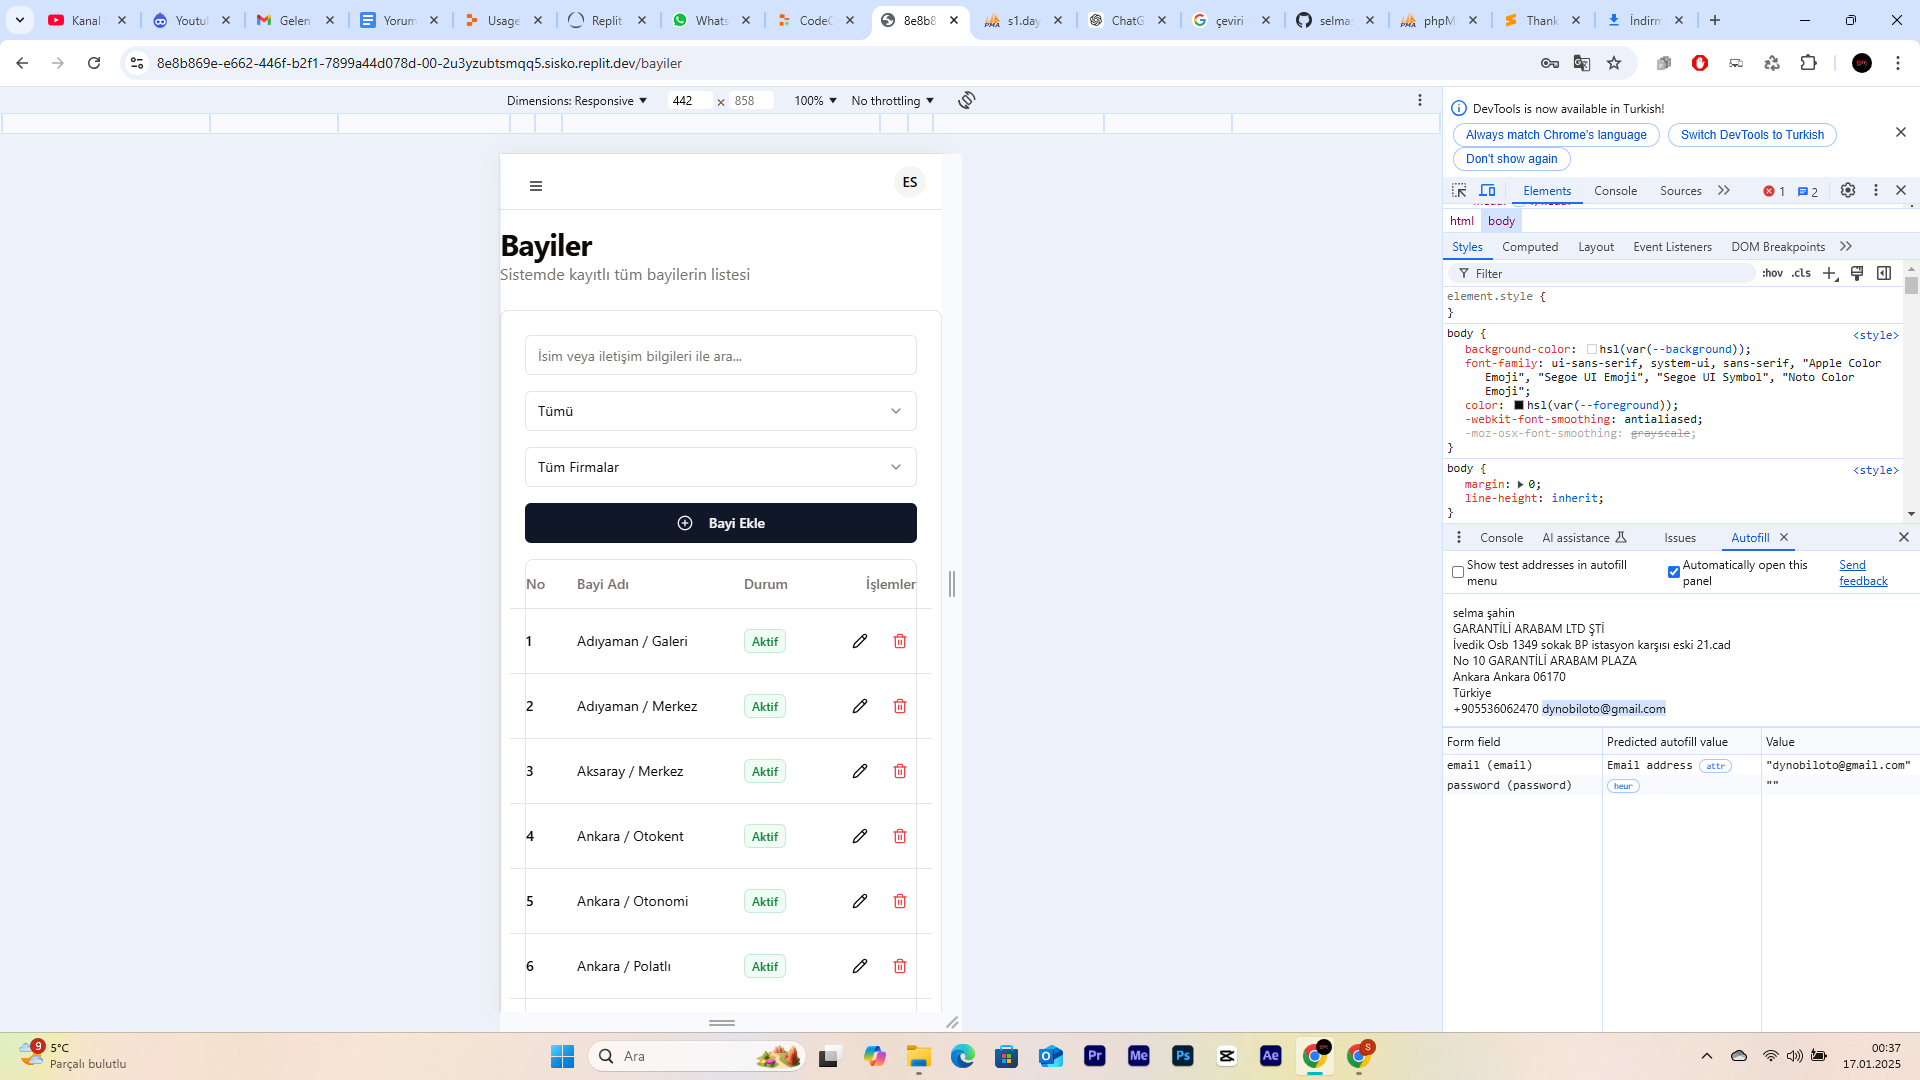 Kanal
Youtu
Gelen
Yorum
Usage
Replit
Whats
CodeC
8e8b8
s1.day
ChatG
çeviri
selma
phpM
Thank
İndirm
8e8b869e-e662-446f-b2f1-7899a44d078d-00-2u3yzubtsmqq5.sisko.replit.dev/bayiler
Dimensions: Responsive 442 × 858 100% No throttling
ES
Bayiler
Sistemde kayıtlı tüm bayilerin listesi
İsim veya iletişim bilgileri ile ara...
Tümü
Tüm Firmalar
Bayi Ekle
No Bayi Adı Durum İşlemler
1 Adıyaman / Galeri Aktif
2 Adıyaman / Merkez Aktif
3 Aksaray / Merkez Aktif
4 Ankara / Otokent Aktif
5 Ankara / Otonomi Aktif
6 Ankara / Polatlı Aktif
DevTools is now available in Turkish!
Always match Chrome's language Switch DevTools to Turkish
Don't show again
Elements Console Sources 1 2
html body
Styles Computed Layout Event Listeners DOM Breakpoints
Filter :hov .cls
element.style {
}
body { <style>
background-color: hsl(var(--background));
font-family: ui-sans-serif, system-ui, sans-serif, "Apple Color
Emoji", "Segoe UI Emoji", "Segoe UI Symbol", "Noto Color
Emoji";
color: hsl(var(--foreground));
-webkit-font-smoothing: antialiased;
-moz-osx-font-smoothing: grayscale;
}
body { <style>
margin: 0;
line-height: inherit;
}
Console AI assistance Issues Autofill
Show test addresses in autofill
menu
Automatically open this
panel
Send
feedback
selma şahin
GARANTİLİ ARABAM LTD ŞTİ
İvedik Osb 1349 sokak BP istasyon karşısı eski 21.cad
No 10 GARANTİLİ ARABAM PLAZA
Ankara Ankara 06170
Türkiye
+905536062470 dynobiloto@gmail.com
Form field Predicted autofill value Value
email (email) Email address attr "dynobiloto@gmail.com"
password (password) heur ""
9
5°C
Parçalı bulutlu
Ara
Pr
Me
Ps
Ae
S
00:37
17.01.2025